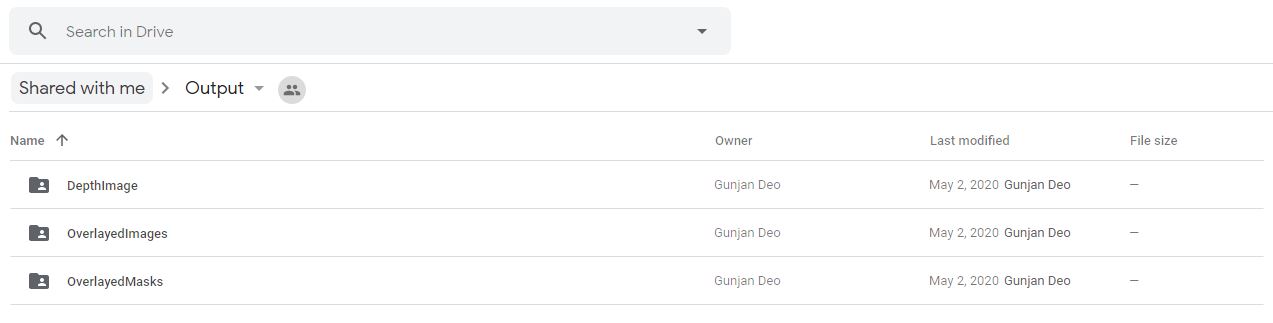 Search in Drive
Shared with me > Output
Name Owner Last modified File size
DepthImage Gunjan Deo May 2, 2020 Gunjan Deo —
OverlayedImages Gunjan Deo May 2, 2020 Gunjan Deo —
OverlayedMasks Gunjan Deo May 2, 2020 Gunjan Deo —